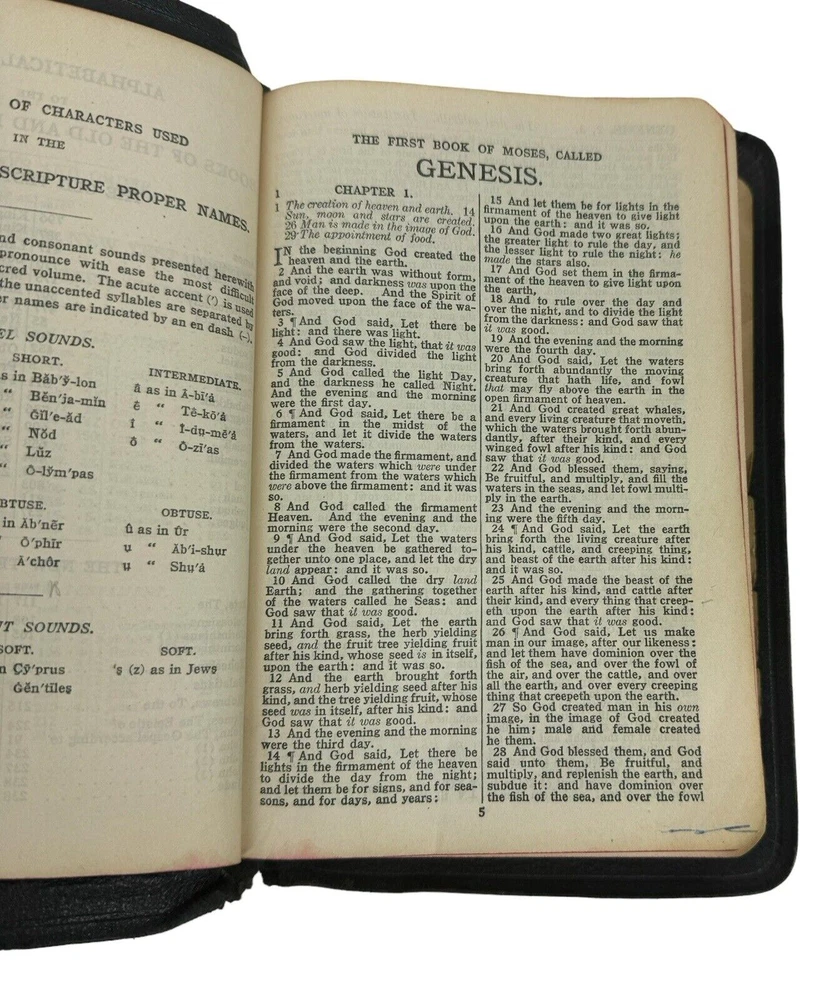 OF CHARACTERS USED
IN THE
SCRIPTURE PROPER NAMES.
nd consonant sounds presented herewith
pronounce with ease the most difficult
cred volume. The acute accent (′) is used
the unaccented syllables are separated by
er names are indicated by an en dash (–).
EL SOUNDS.
SHORT.
s in Băb′y̆-lon
“ Bĕn′ja-mĭn
“ Gĭl′e-ăd
“ Nŏd
“ Lŭz
“ Ō-ly̆m′pas
INTERMEDIATE.
“ Tê-kō′à
OBTUSE.
in Ãb′nẽr
“ Ō′phĩr
“ Ā′chôr
OBTUSE.
û as in Ûr
ụ “ Ăb′i-shụr
ụ “ Shụ′ȧ
T SOUNDS.
SOFT.
n Çȳ′prus
Ġĕn′tīleş
SOFT.
‘ş (z) as in Jewş
THE FIRST BOOK OF MOSES, CALLED
GENESIS.
1 CHAPTER 1.
1 The creation of heaven and earth. 14
Sun, moon and stars are created.
26 Man is made in the image of God.
29 The appointment of food.
IN the beginning God created the
heaven and the earth.
2 And the earth was without form,
and void; and darkness was upon the
face of the deep. And the Spirit of
God moved upon the face of the wa-
ters.
3 ¶ And God said, Let there be
light: and there was light.
4 And God saw the light, that it was
good: and God divided the light
from the darkness.
5 And God called the light Day,
and the darkness he called Night.
And the evening and the morning
were the first day.
6 ¶ And God said, Let there be a
firmament in the midst of the
waters, and let it divide the waters
from the waters.
7 And God made the firmament, and
divided the waters which were under
the firmament from the waters which
were above the firmament: and it was
so.
8 And God called the firmament
Heaven. And the evening and the
morning were the second day.
9 ¶ And God said, Let the waters
under the heaven be gathered to-
gether unto one place, and let the dry
land appear: and it was so.
10 And God called the dry land
Earth; and the gathering together
of the waters called he Seas: and
God saw that it was good.
11 And God said, Let the earth
bring forth grass, the herb yielding
seed, and the fruit tree yielding fruit
after his kind, whose seed is in itself,
upon the earth: and it was so.
12 And the earth brought forth
grass, and herb yielding seed after his
kind, and the tree yielding fruit, whose
seed was in itself, after his kind: and
God saw that it was good.
13 And the evening and the morning
were the third day.
14 ¶ And God said, Let there be
lights in the firmament of the heaven
to divide the day from the night;
and let them be for signs, and for sea-
sons, and for days, and years:
15 And let them be for lights in the
firmament of the heaven to give light
upon the earth: and it was so.
16 And God made two great lights;
the greater light to rule the day, and
the lesser light to rule the night: he
made the stars also.
17 And God set them in the firma-
ment of the heaven to give light upon
the earth,
18 And to rule over the day and
over the night, and to divide the light
from the darkness: and God saw that
it was good.
19 And the evening and the morning
were the fourth day.
20 And God said, Let the waters
bring forth abundantly the moving
creature that hath life, and fowl
that may fly above the earth in the
open firmament of heaven.
21 And God created great whales,
and every living creature that moveth,
which the waters brought forth abun-
dantly, after their kind, and every
winged fowl after his kind: and God
saw that it was good.
22 And God blessed them, saying,
Be fruitful, and multiply, and fill the
waters in the seas, and let fowl multi-
ply in the earth.
23 And the evening and the morn-
ing were the fifth day.
24 ¶ And God said, Let the earth
bring forth the living creature after
his kind, cattle, and creeping thing,
and beast of the earth after his kind:
and it was so.
25 And God made the beast of the
earth after his kind, and cattle after
their kind, and every thing that creep-
eth upon the earth after his kind:
and God saw that it was good.
26 ¶ And God said, Let us make
man in our image, after our likeness:
and let them have dominion over the
fish of the sea, and over the fowl of
the air, and over the cattle, and over
all the earth, and over every creeping
thing that creepeth upon the earth.
27 So God created man in his own
image, in the image of God created
he him; male and female created
he them.
28 And God blessed them, and God
said unto them, Be fruitful, and
multiply, and replenish the earth, and
subdue it: and have dominion over
the fish of the sea, and over the fowl
5